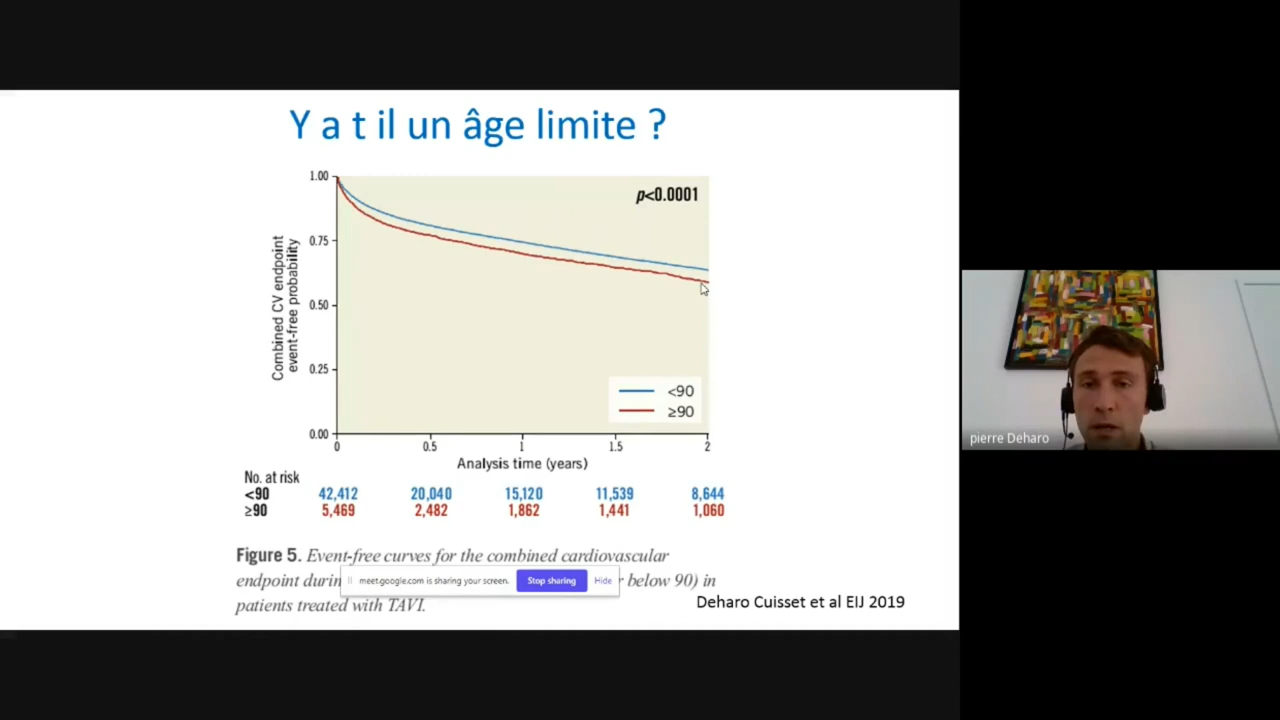 Y a t il un âge limite ?
1.00
0.75
0.50
0.25
0.00
Combined CV endpoint
event-free probability
p<0.0001
<90
≥90
0 0.5 1 1.5 2
Analysis time (years)
No. at risk
<90 42,412 20,040 15,120 11,539 8,644
≥90 5,469 2,482 1,862 1,441 1,060
Figure 5. Event-free curves for the combined cardiovascular
endpoint durin r below 90) in
patients treated with TAVI.
meet.google.com is sharing your screen. Stop sharing Hide
Deharo Cuisset et al EIJ 2019
pierre Deharo